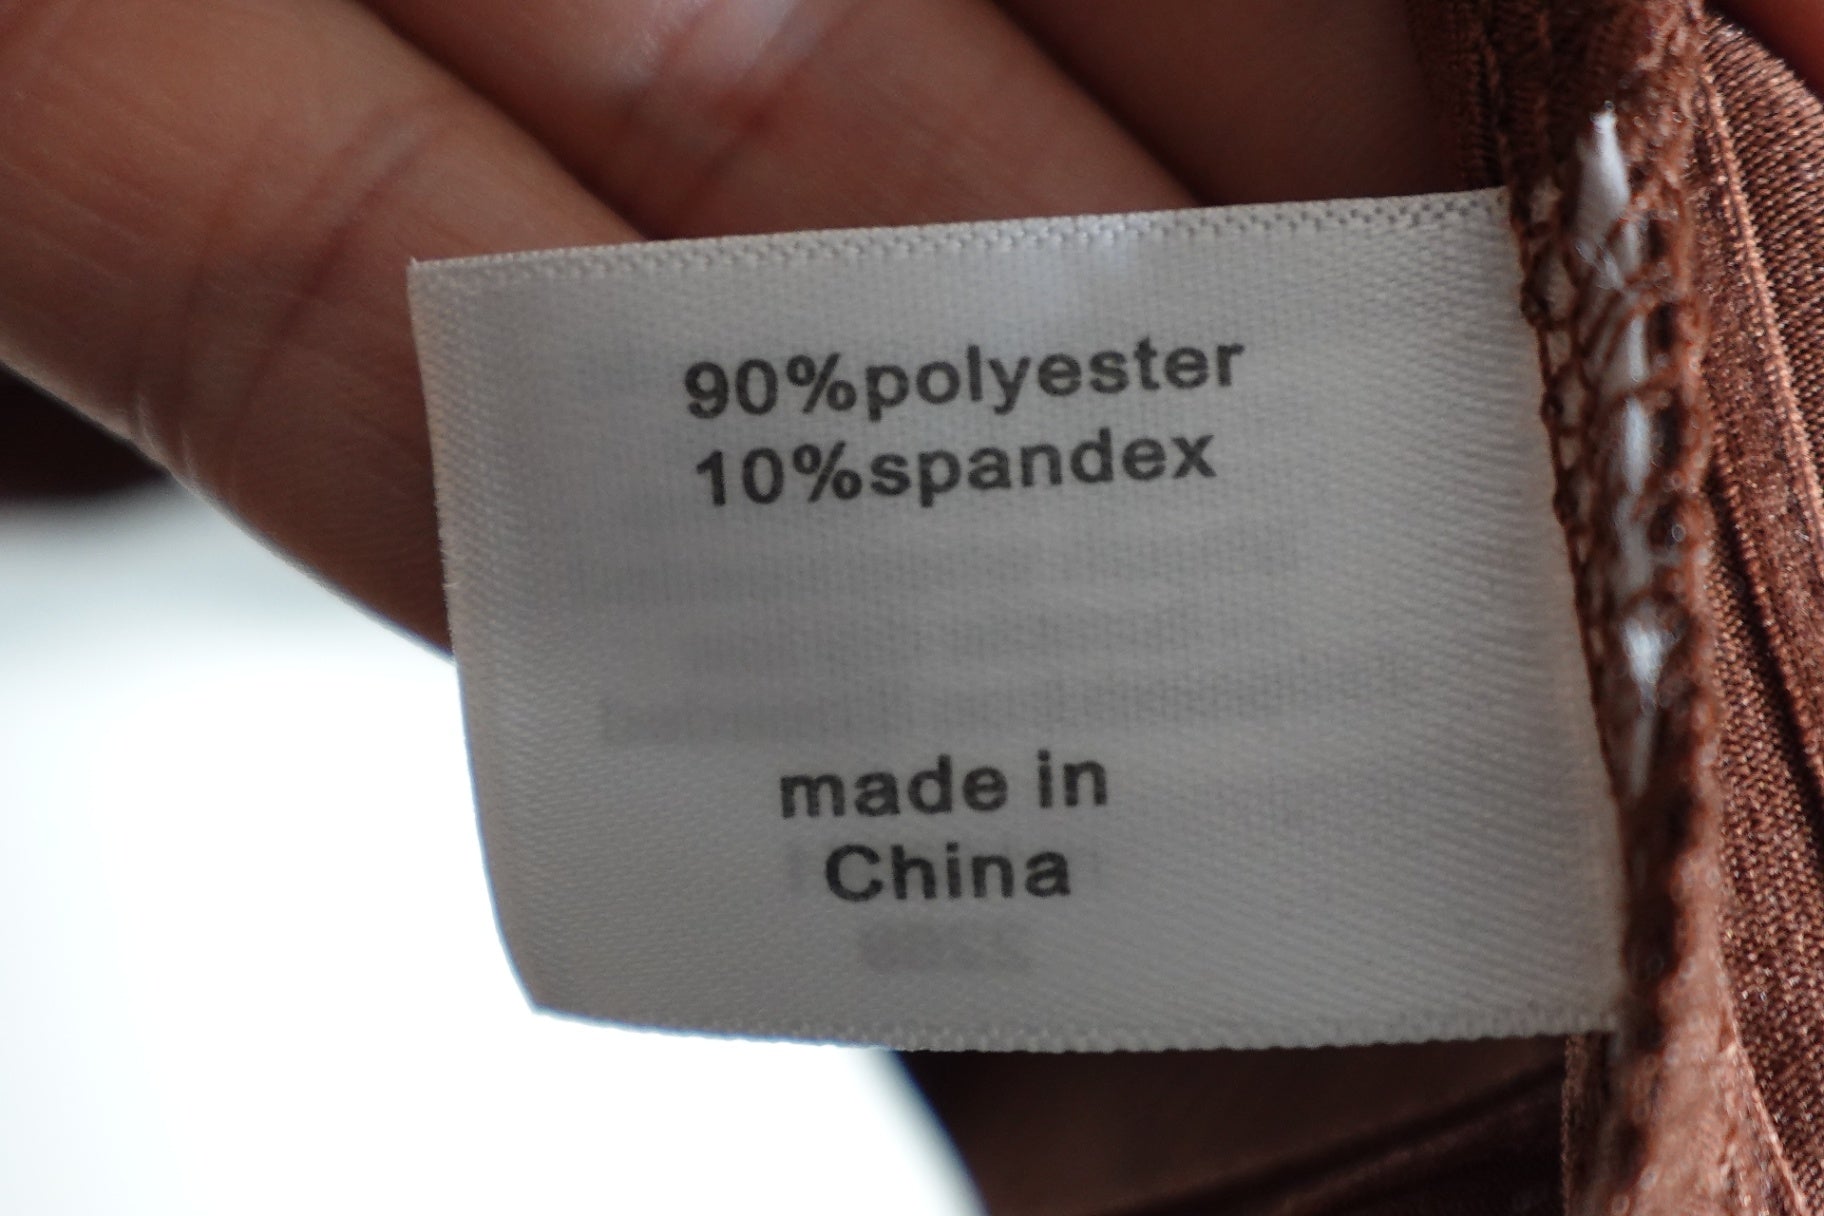 90%polyester
10%spandex
made in
China